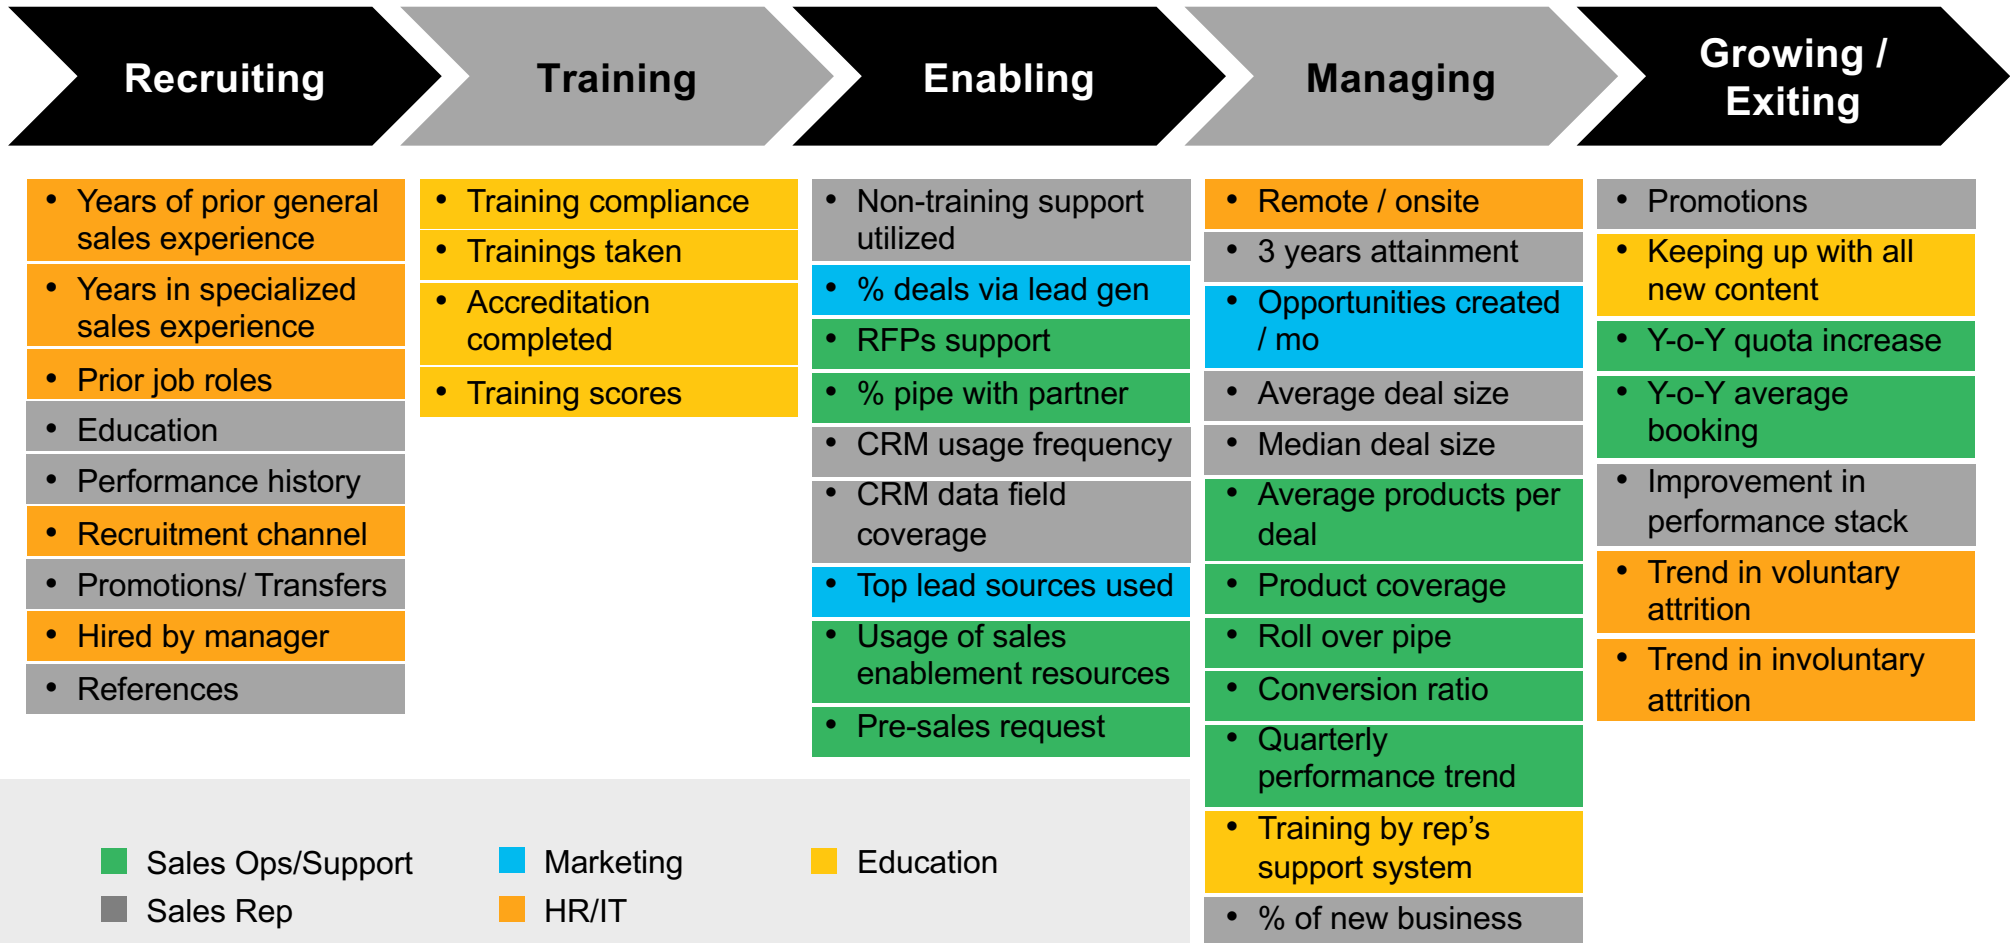 Recruiting
Training
Enabling
Managing
Growing /
Exiting
• Years of prior general
sales experience
• Years in specialized
sales experience
• Prior job roles
• Education
• Performance history
• Recruitment channel
• Promotions/ Transfers
• Hired by manager
• References
• Training compliance
• Trainings taken
• Accreditation
completed
• Training scores
• Non-training support
utilized
• % deals via lead gen
• RFPs support
• % pipe with partner
• CRM usage frequency
• CRM data field
coverage
• Top lead sources used
• Usage of sales
enablement resources
• Pre-sales request
• Remote / onsite
• 3 years attainment
• Opportunities created
/ mo
• Average deal size
• Median deal size
• Average products per
deal
• Product coverage
• Roll over pipe
• Conversion ratio
• Quarterly
performance trend
• Training by rep’s
support system
• % of new business
• Promotions
• Keeping up with all
new content
• Y-o-Y quota increase
• Y-o-Y average
booking
• Improvement in
performance stack
• Trend in voluntary
attrition
• Trend in involuntary
attrition
Sales Ops/Support
Marketing
Education
Sales Rep
HR/IT